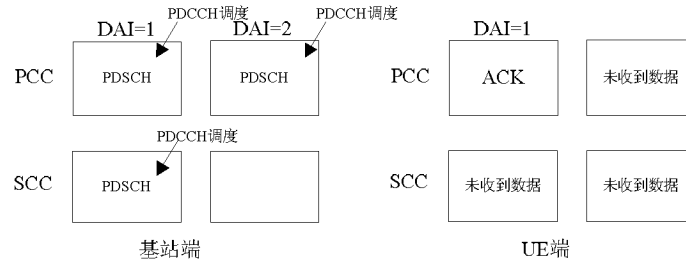 PDCCH调度
PDCCH调度
DAI=1
DAI=2
DAI=1
PCC
PDSCH
PDSCH
PCC
ACK
未收到数据
PDCCH调度
SCC
PDSCH
SCC
未收到数据
未收到数据
基站端
UE端